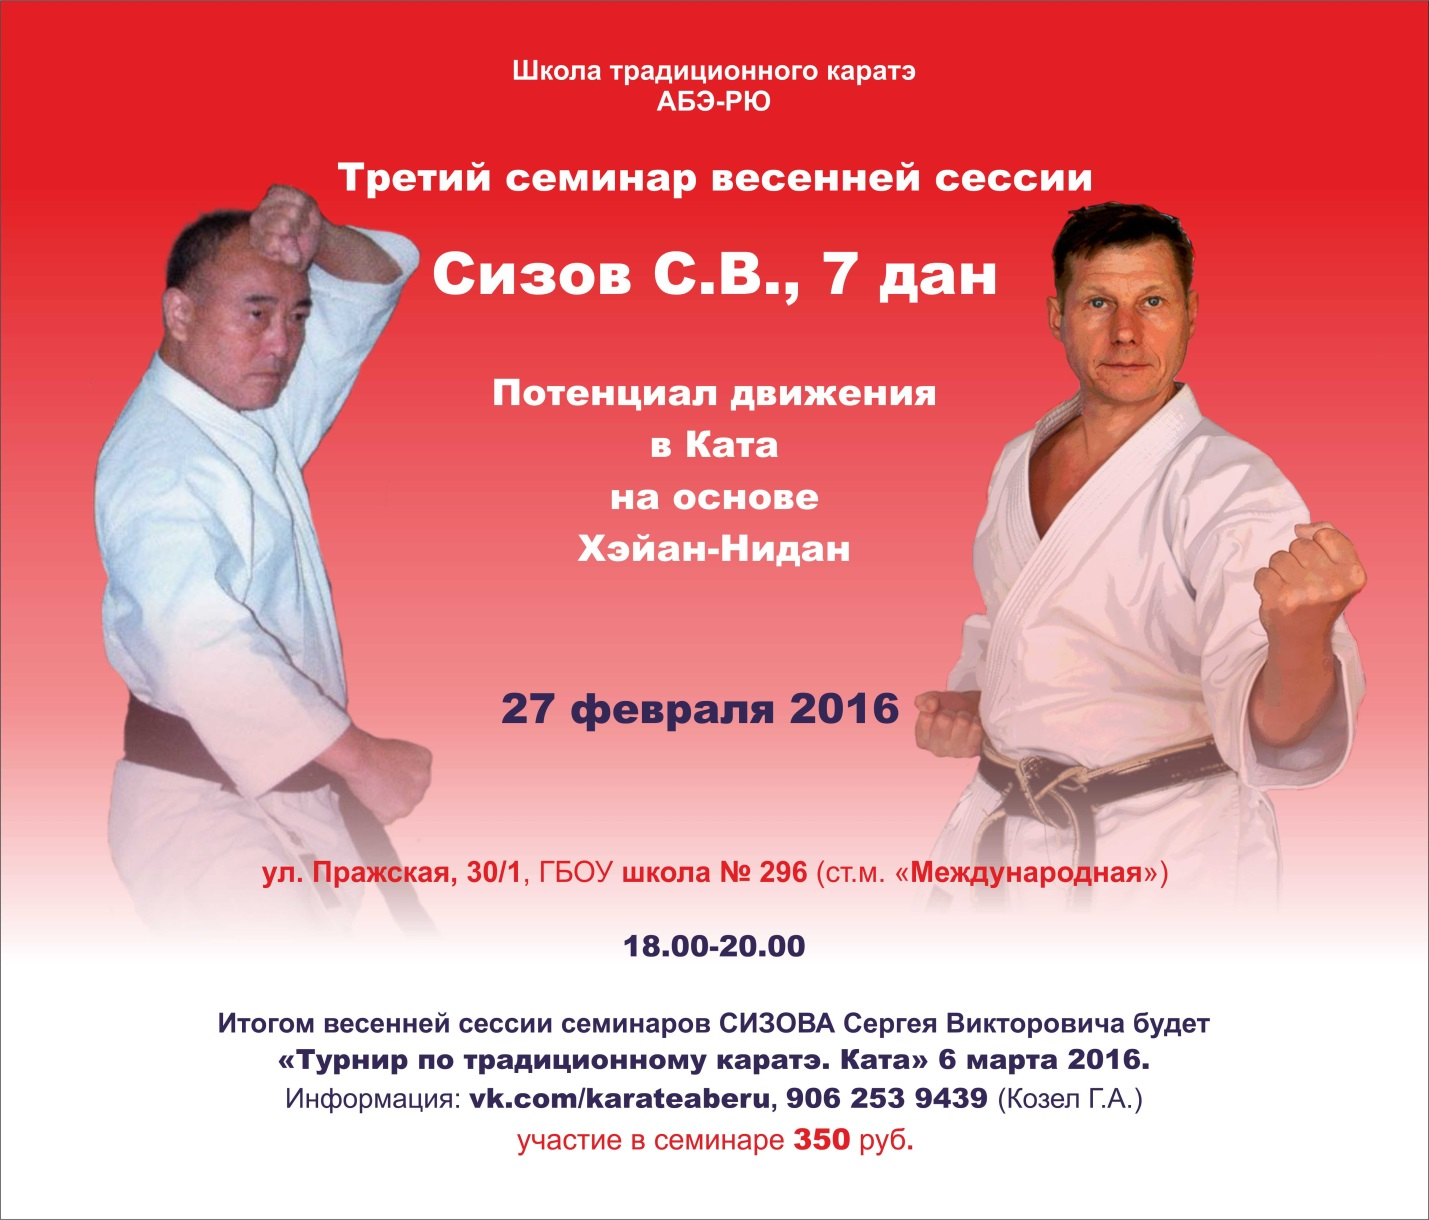 Школа традиционного каратэ
АБЭ-РЮ
Третий семинар весенней сессии
Сизов С.В., 7 дан
Потенциал движения
в Ката
на основе
Хэйан-Нидан
27 февраля 2016
ул. Пражская, 30/1, ГБОУ школа № 296 (ст.м. «Международная»)
18.00-20.00
Итогом весенней сессии семинаров СИЗОВА Сергея Викторовича будет
«Турнир по традиционному каратэ. Ката» 6 марта 2016.
Информация: vk.com/karateaberu, 906 253 9439 (Козел Г.А.)
участие в семинаре 350 руб.